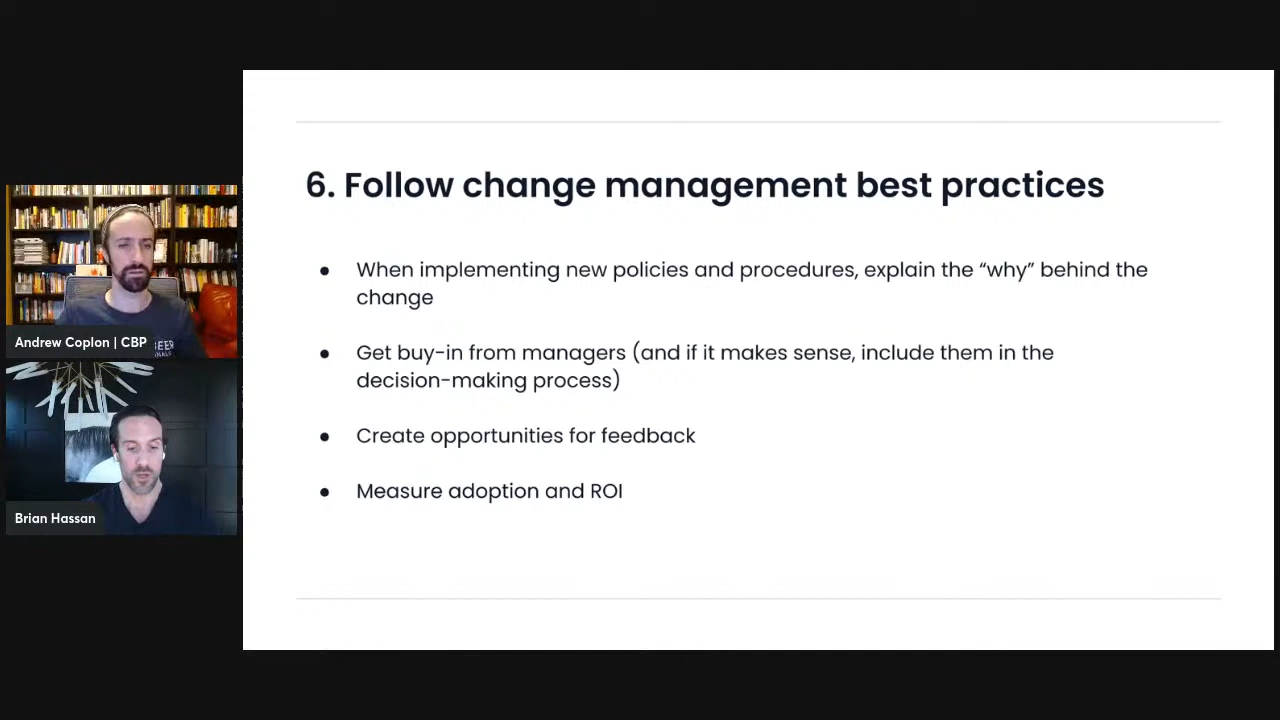 6. Follow change management best practices
● When implementing new policies and procedures, explain the “why” behind the
change
● Get buy-in from managers (and if it makes sense, include them in the
decision-making process)
● Create opportunities for feedback
● Measure adoption and ROI
Andrew Coplon | CBP
BEER
Brian Hassan